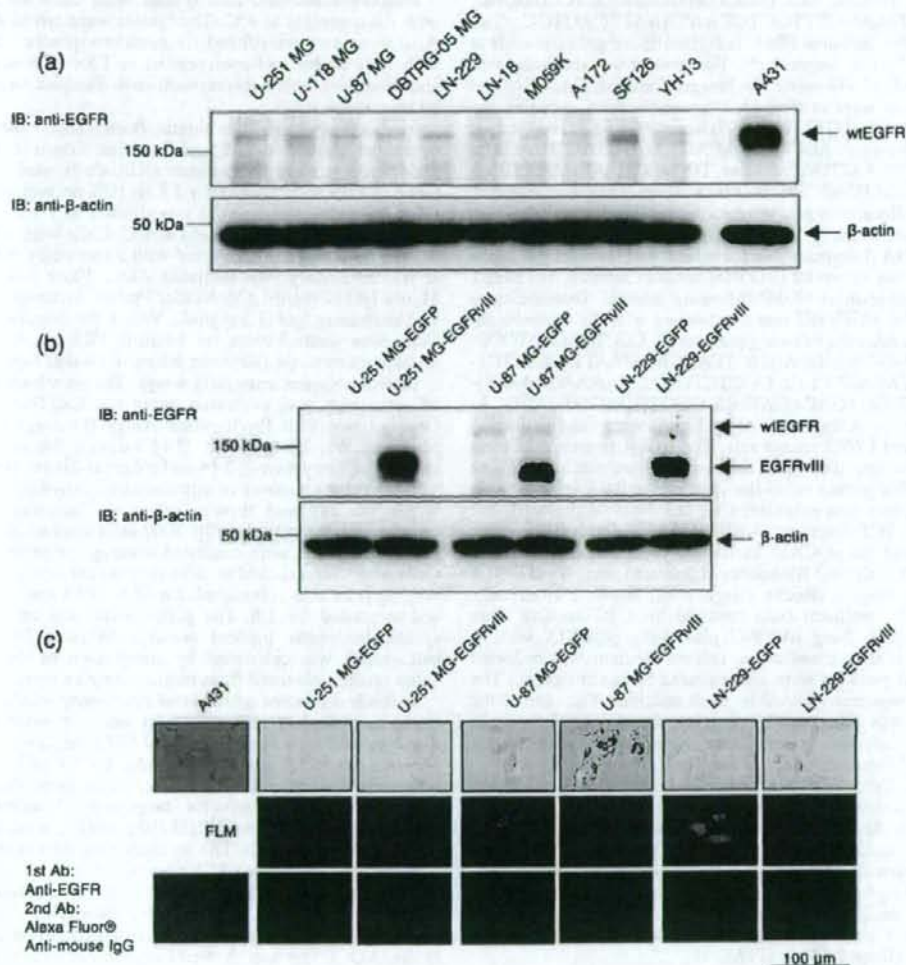 (a)
U-251 MG
U-118 MG
U-87 MG
DBTRG-05 MG
LN-229
LN-18
MO59K
A-172
SF126
YH-13
A431
IB: anti-EGFR
wtEGFR
150 kDa
IB: anti-β-actin
50 kDa
β-actin
(b)
U-251 MG-EGFP
U-251 MG-EGFRvIII
U-87 MG-EGFP
U-87 MG-EGFRvIII
LN-229-EGFP
LN-229-EGFRvIII
IB: anti-EGFR
wtEGFR
150 kDa
EGFRvIII
IB: anti-β-actin
50 kDa
β-actin
(c)
A431
U-251 MG-EGFP
U-251 MG-EGFRvIII
U-87 MG-EGFP
U-87 MG-EGFRvIII
LN-229-EGFP
LN-229-EGFRvIII
FLM
1st Ab:
Anti-EGFR
2nd Ab:
Alexa Fluor®
Anti-mouse IgG
100 µm